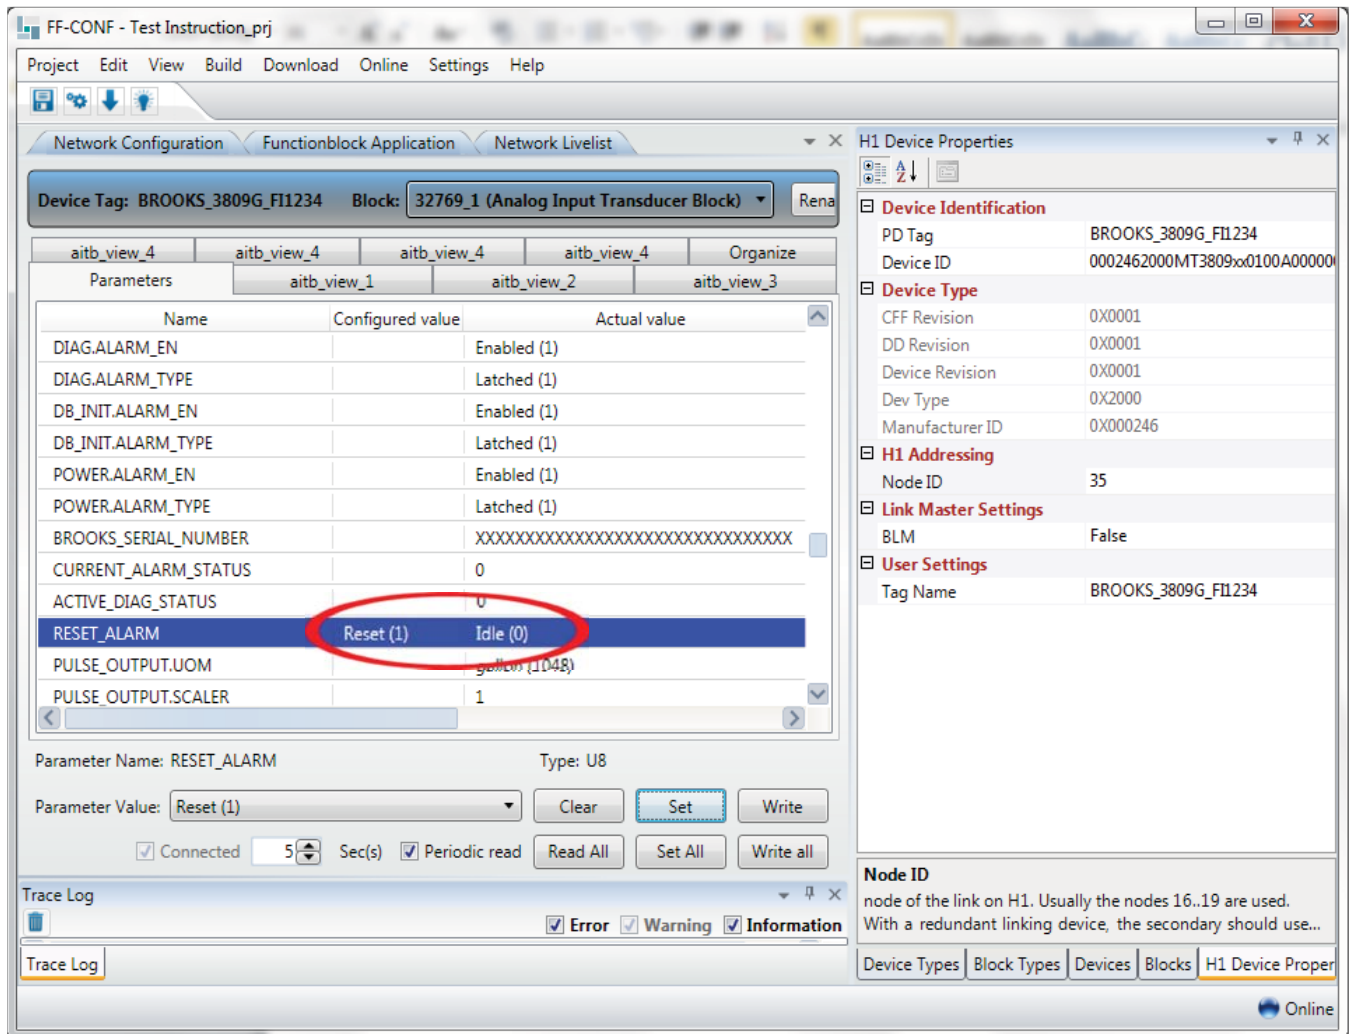 FF-CONF - Test Instruction_prj
Project Edit View Build Download Online Settings Help
Network Configuration Functionblock Application Network Livelist
Device Tag: BROOKS_3809G_FI1234 Block: 32769_1 (Analog Input Transducer Block) Rena
aitb_view_4 aitb_view_4 aitb_view_4 aitb_view_4 Organize
Parameters aitb_view_1 aitb_view_2 aitb_view_3
Name Configured value Actual value
DIAG.ALARM_EN Enabled (1)
DIAG.ALARM_TYPE Latched (1)
DB_INIT.ALARM_EN Enabled (1)
DB_INIT.ALARM_TYPE Latched (1)
POWER.ALARM_EN Enabled (1)
POWER.ALARM_TYPE Latched (1)
BROOKS_SERIAL_NUMBER XXXXXXXXXXXXXXXXXXXXXXXXXXXXXXXX
CURRENT_ALARM_STATUS 0
ACTIVE_DIAG_STATUS 0
RESET_ALARM Reset (1) Idle (0)
PULSE_OUTPUT.UOM gallon (1048)
PULSE_OUTPUT.SCALER 1
Parameter Name: RESET_ALARM Type: U8
Parameter Value: Reset (1) Clear Set Write
Connected 5 Sec(s) Periodic read Read All Set All Write all
Trace Log
Error Warning Information
Trace Log
H1 Device Properties
Device Identification
PD Tag BROOKS_3809G_FI1234
Device ID 0002462000MT3809xx0100A000000
Device Type
CFF Revision 0X0001
DD Revision 0X0001
Device Revision 0X0001
Dev Type 0X2000
Manufacturer ID 0X000246
H1 Addressing
Node ID 35
Link Master Settings
BLM False
User Settings
Tag Name BROOKS_3809G_FI1234
Node ID
node of the link on H1. Usually the nodes 16..19 are used.
With a redundant linking device, the secondary should use...
Device Types Block Types Devices Blocks H1 Device Proper
Online